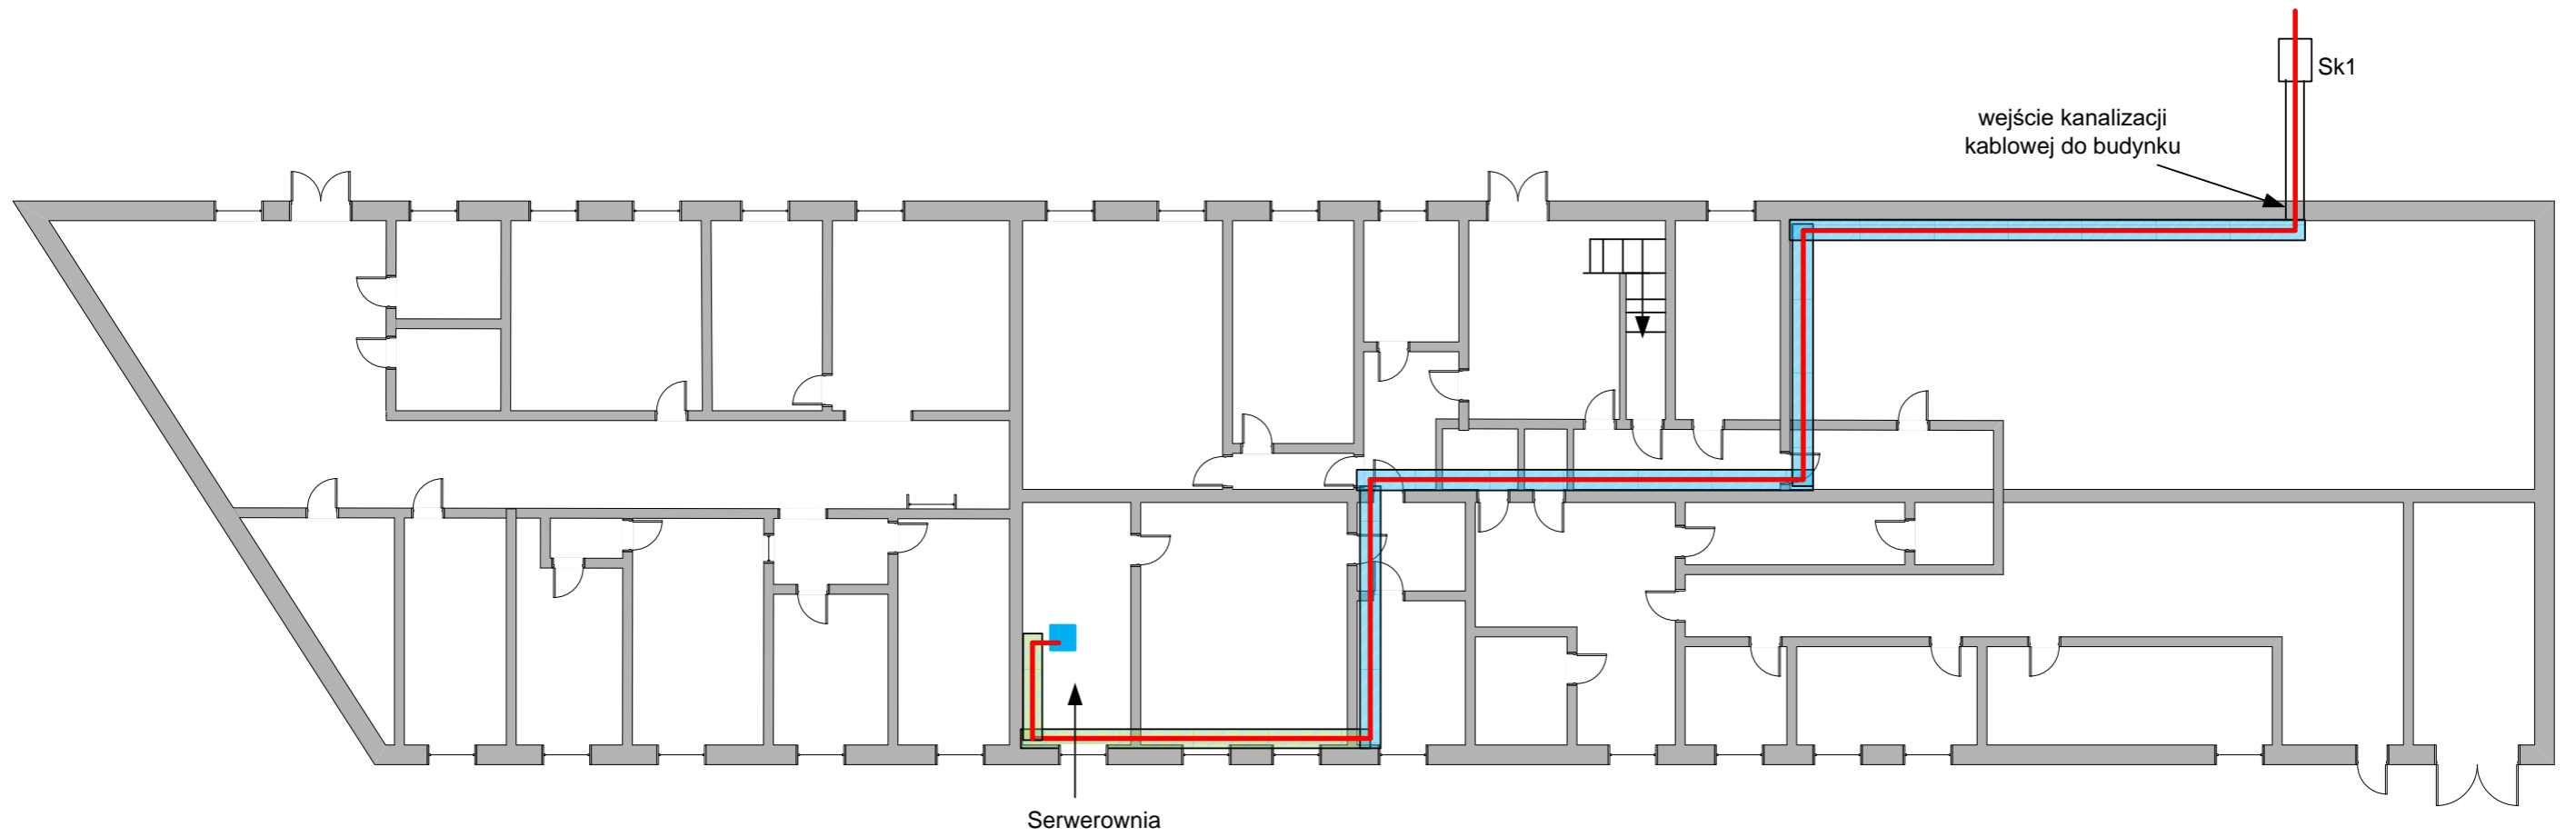 Sk1
wejście kanalizacji
kablowej do budynku
Serwerownia